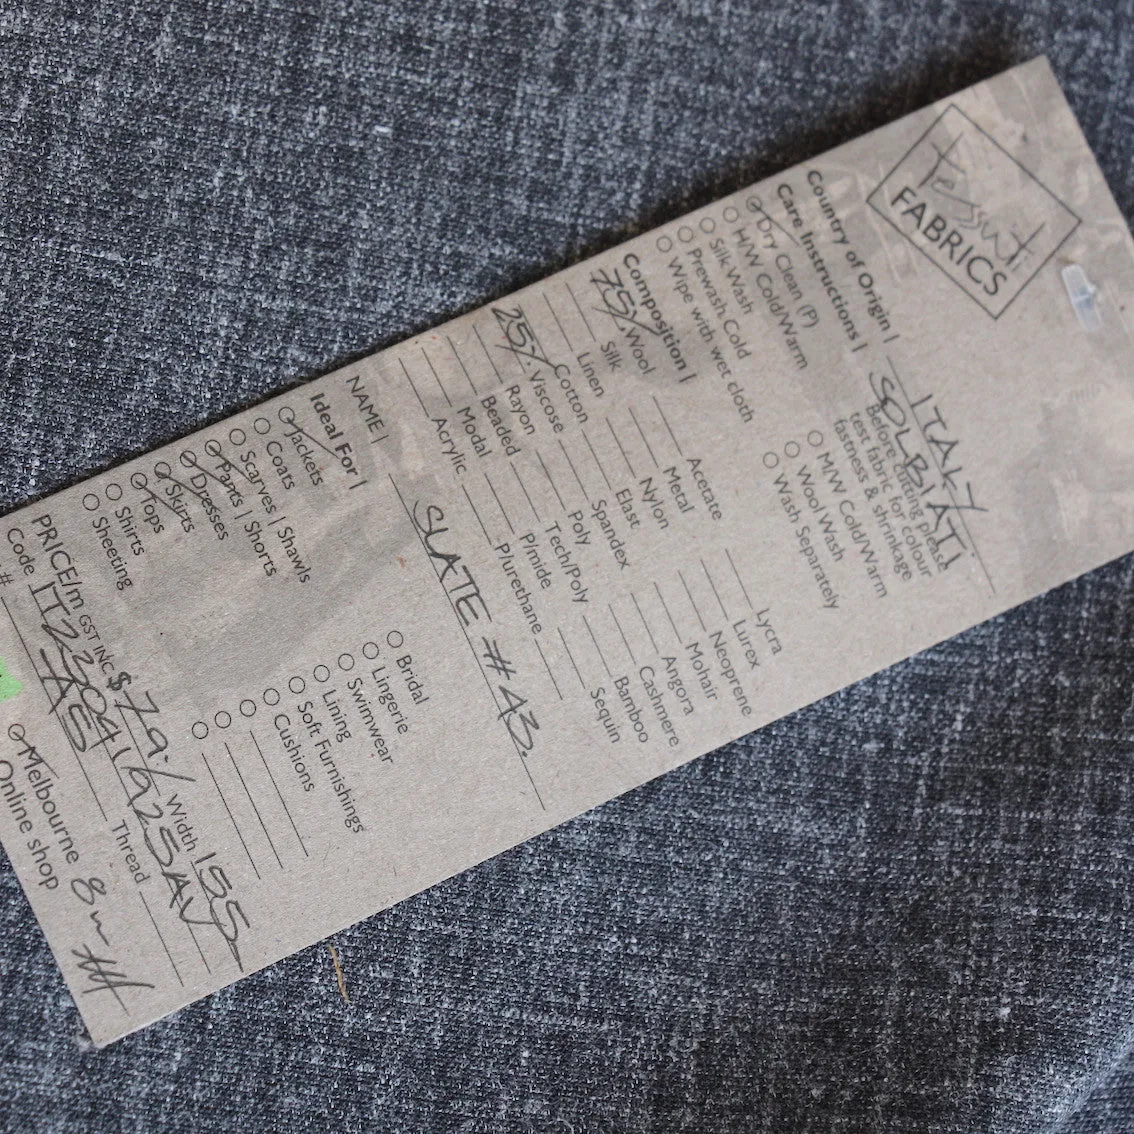 tessuti
FABRICS
Country of Origin | ITALY
SOLBIATI
Care Instructions | Before cutting please
test fabric for colour
fastness & shrinkage
Dry Clean (P)
H/W Cold/Warm
M/W Cold/Warm
Silk Wash
Wool Wash
Prewash Cold
Wash Separately
Wipe with wet cloth
Composition |
75% Wool Acetate Lycra
Silk Metal Lurex
Linen Nylon Neoprene
Cotton Elast Mohair
25% Viscose Spandex Angora
Rayon Poly Cashmere
Beaded Tech/Poly Bamboo
Modal P/nide Sequin
Acrylic Plurethane
NAME | SLATE #43.
Ideal For |
Jackets Bridal
Coats Lingerie
Scarves | Shawls Swimwear
Pants | Shorts Lining
Dresses Soft Furnishings
Skirts Cushions
Tops
Shirts
Sheeting
PRICE/m GST INC $ 79./ Width 155
Code
# Thread
Melbourne 8m
Online shop